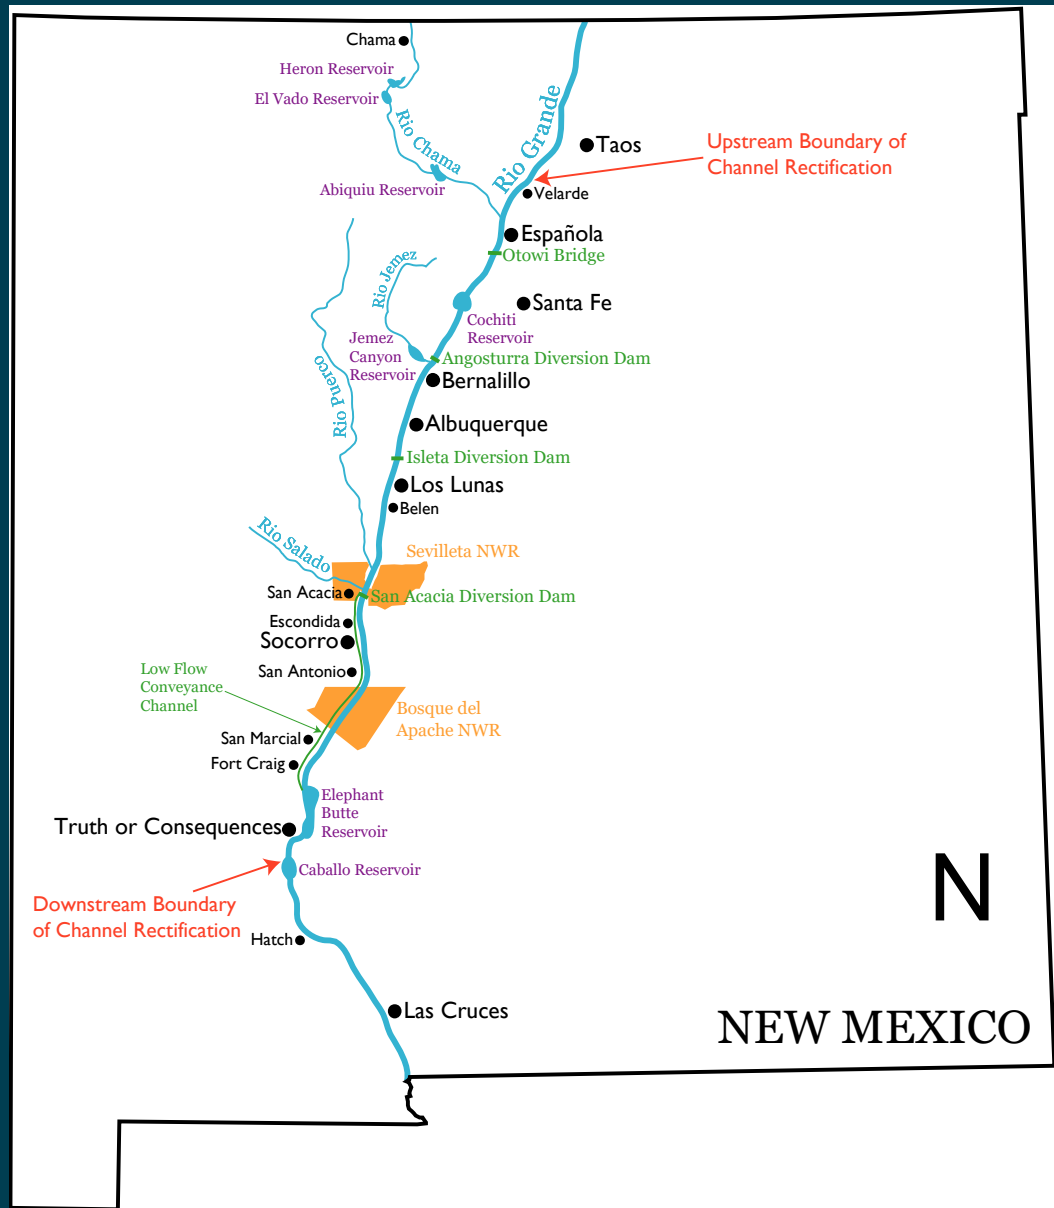 Chama
Heron Reservoir
El Vado Reservoir
Rio Chama
Rio Grande
Taos
Upstream Boundary of
Channel Rectification
Abiquiu Reservoir
Velarde
Española
Otowi Bridge
Rio Jemez
Santa Fe
Cochiti
Reservoir
Jemez
Canyon
Reservoir
Angosturra Diversion Dam
Bernalillo
Rio Puerco
Albuquerque
Isleta Diversion Dam
Los Lunas
Belen
Rio Salado
Sevilleta NWR
San Acacia
San Acacia Diversion Dam
Escondida
Socorro
San Antonio
Low Flow
Conveyance
Channel
Bosque del
Apache NWR
San Marcial
Fort Craig
Elephant
Butte
Reservoir
Truth or Consequences
Caballo Reservoir
Downstream Boundary
of Channel Rectification
Hatch
N
Las Cruces
NEW MEXICO